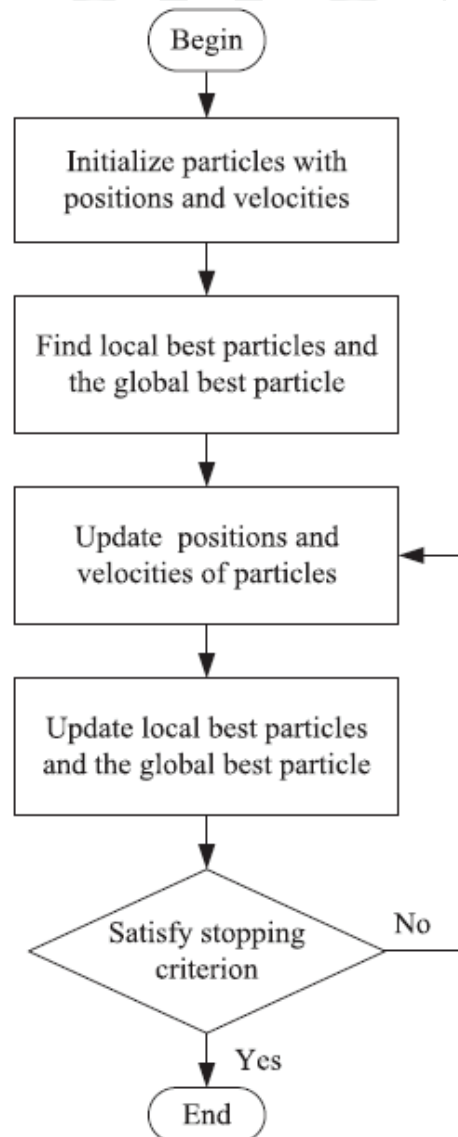 Begin
Initialize particles with
positions and velocities
Find local best particles and
the global best particle
Update positions and
velocities of particles
Update local best particles
and the global best particle
Satisfy stopping
criterion
No
Yes
End